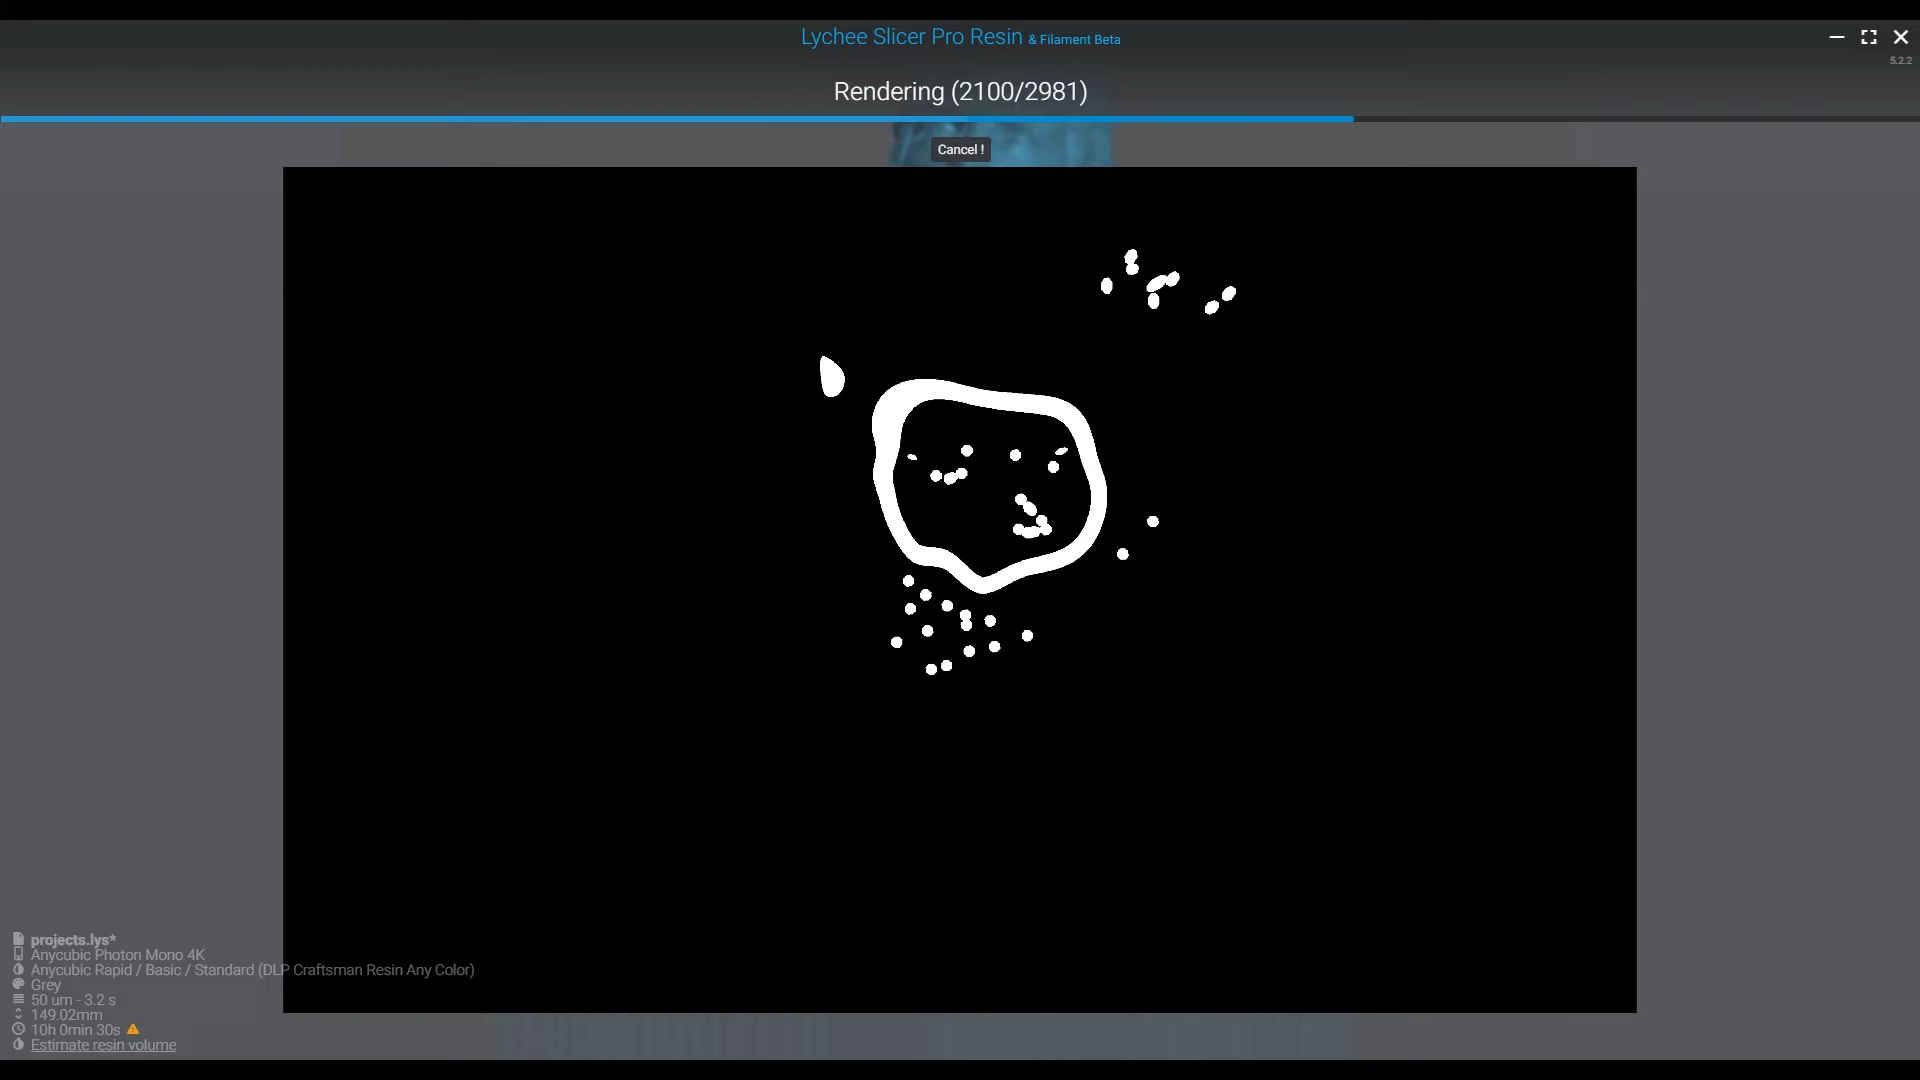 Lychee Slicer Pro Resin & Filament Beta
5.2.2
Rendering (2100/2981)
Cancel !
projects.lys*
Anycubic Photon Mono 4K
Anycubic Rapid / Basic / Standard (DLP Craftsman Resin Any Color)
Grey
50 um - 3.2 s
149.02mm
10h 0min 30s
Estimate resin volume